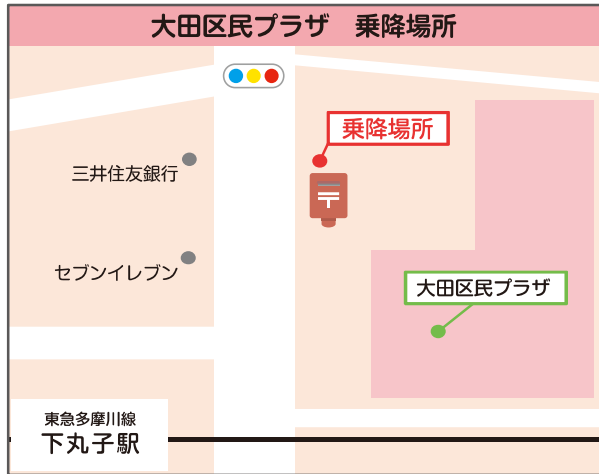 大田区民プラザ　乗降場所
乗降場所
三井住友銀行
〒
セブンイレブン
大田区民プラザ
東急多摩川線
下丸子駅